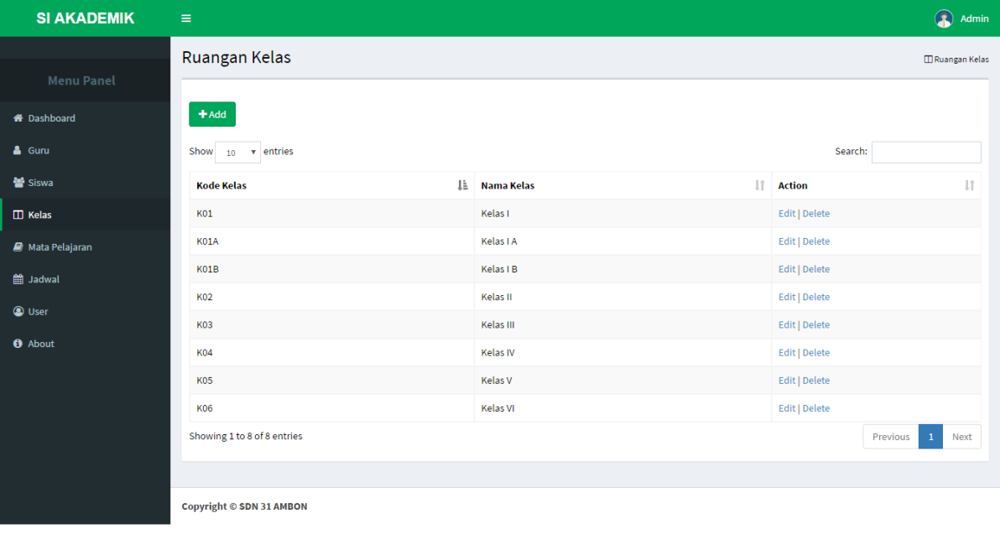 SI AKADEMIK
Admin
Menu Panel
Dashboard
Guru
Siswa
Kelas
Mata Pelajaran
Jadwal
User
About
Ruangan Kelas
Ruangan Kelas
Add
Show 10 entries
Search:
Kode Kelas Nama Kelas Action
K01 Kelas I Edit | Delete
K01A Kelas I A Edit | Delete
K01B Kelas I B Edit | Delete
K02 Kelas II Edit | Delete
K03 Kelas III Edit | Delete
K04 Kelas IV Edit | Delete
K05 Kelas V Edit | Delete
K06 Kelas VI Edit | Delete
Showing 1 to 8 of 8 entries
Previous 1 Next
Copyright © SDN 31 AMBON